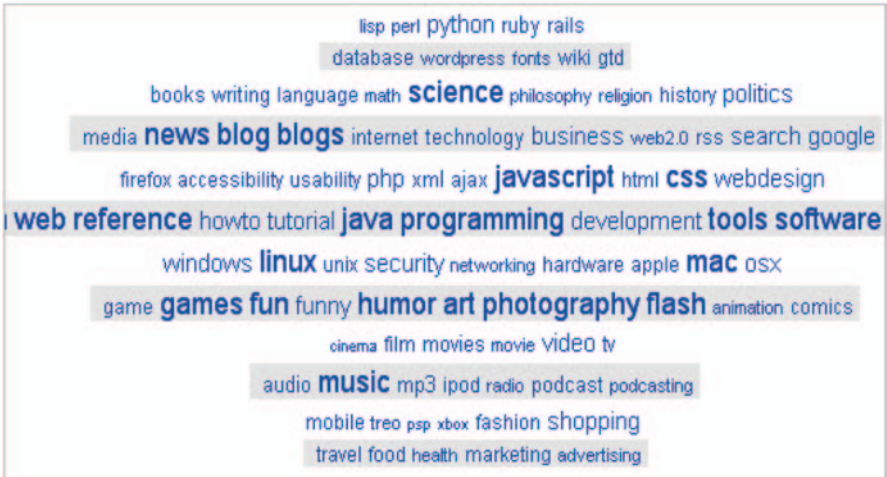 lisp perl python ruby rails
database wordpress fonts wiki gtd
books writing language math science philosophy religion history politics
media news blog blogs internet technology business web2.0 rss search google
firefox accessibility usability php xml ajax javascript html css webdesign
web reference howto tutorial java programming development tools software
windows linux unix security networking hardware apple mac osx
game games fun funny humor art photography flash animation comics
cinema film movies movie video tv
audio music mp3 ipod radio podcast podcasting
mobile treo psp xbox fashion shopping
travel food health marketing advertising